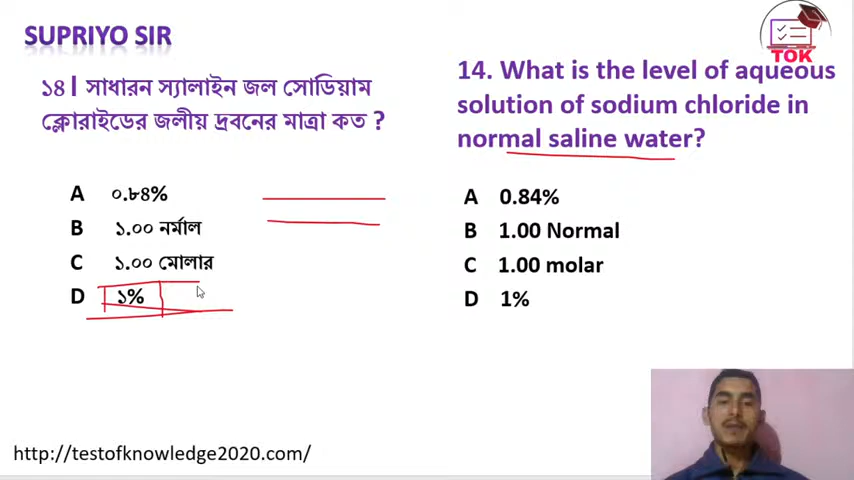 SUPRIYO SIR
TOK
১৪। সাধারন স্যালাইন জল সোডিয়াম
ক্লোরাইডের জলীয় দ্রবনের মাত্রা কত ?
A ০.৮৪%
B ১.০০ নর্মাল
C ১.০০ মোলার
D ১%
14. What is the level of aqueous
solution of sodium chloride in
normal saline water?
A 0.84%
B 1.00 Normal
C 1.00 molar
D 1%
http://testofknowledge2020.com/